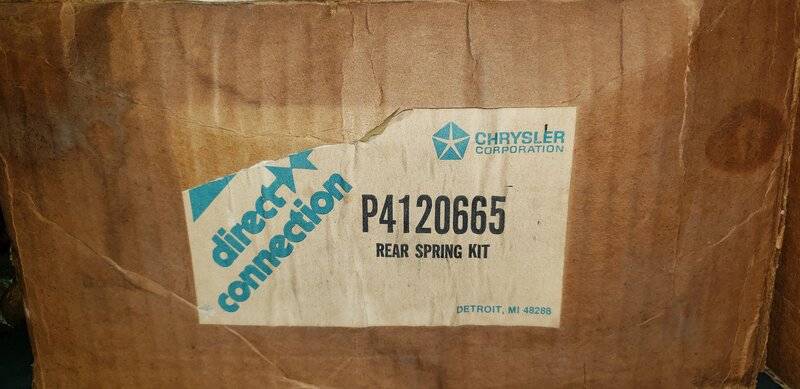 CHRYSLER
CORPORATION
direct
connection
P4120665
REAR SPRING KIT
DETROIT, MI 48288